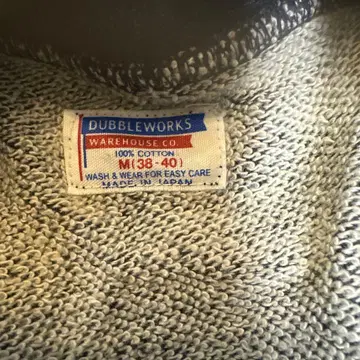 DUBBLEWORKS
WAREHOUSE CO.
100% COTTON
M(38-40)
WASH & WEAR FOR EASY CARE
MADE IN JAPAN